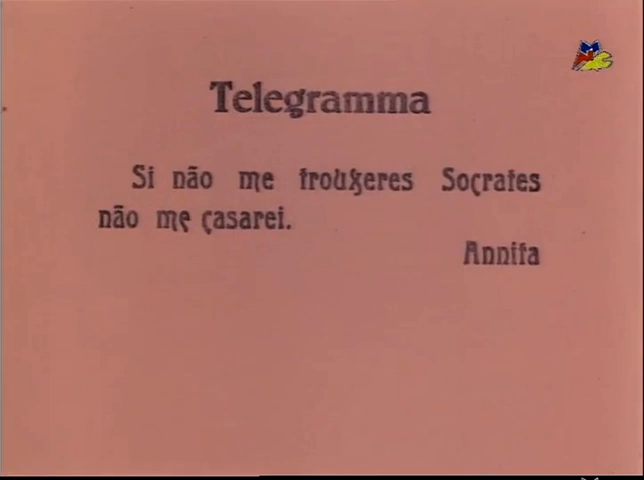 Telegramma
Si não me trouxeres Socrates
não me casarei.
Annita